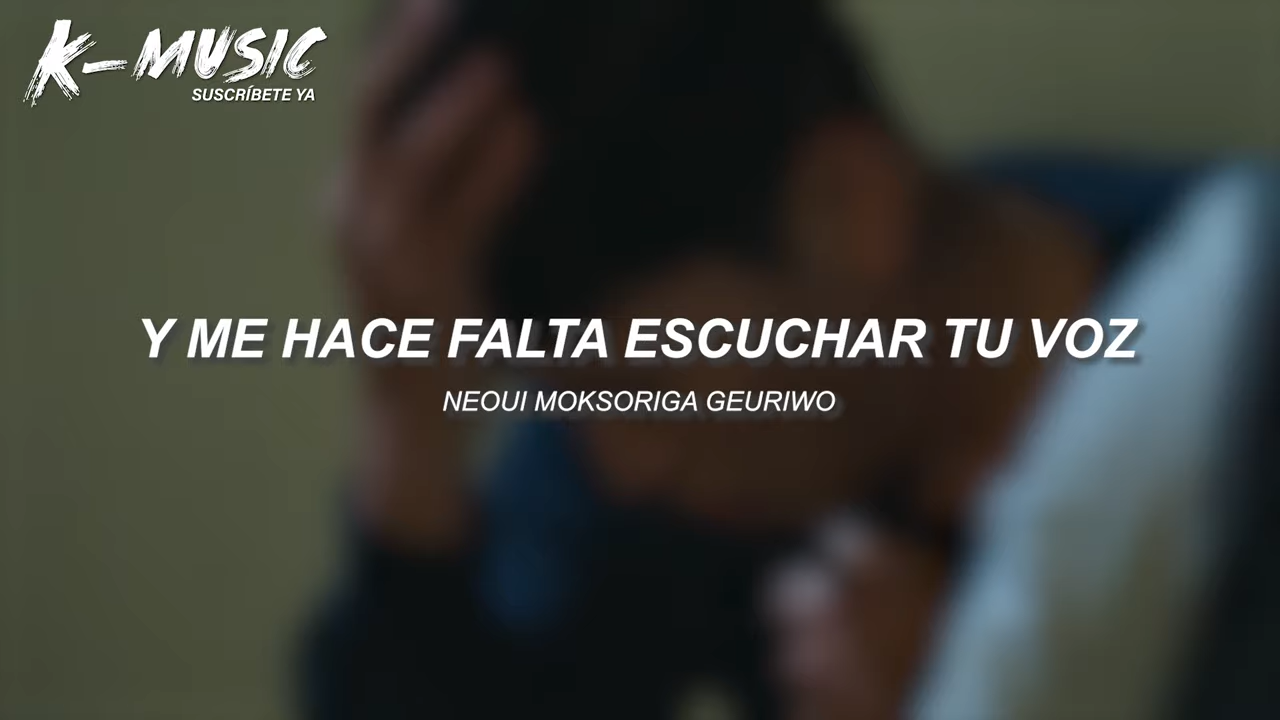 K-MUSIC
SUSCRÍBETE YA
Y ME HACE FALTA ESCUCHAR TU VOZ
NEOUI MOKSORIGA GEURIWO